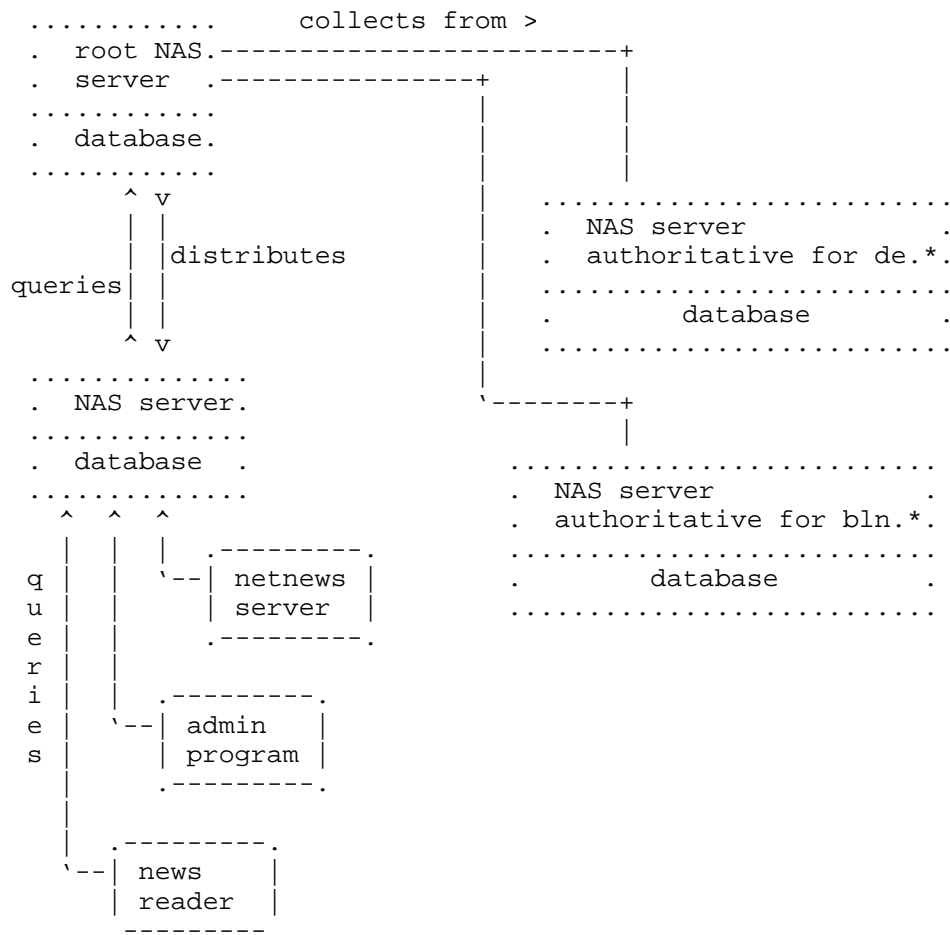 collects from >
root NAS
server
database
NAS server
authoritative for de.*
distributes
queries
database
NAS server
database
NAS server
authoritative for bln.*
database
queries
netnews
server
admin
program
news
reader